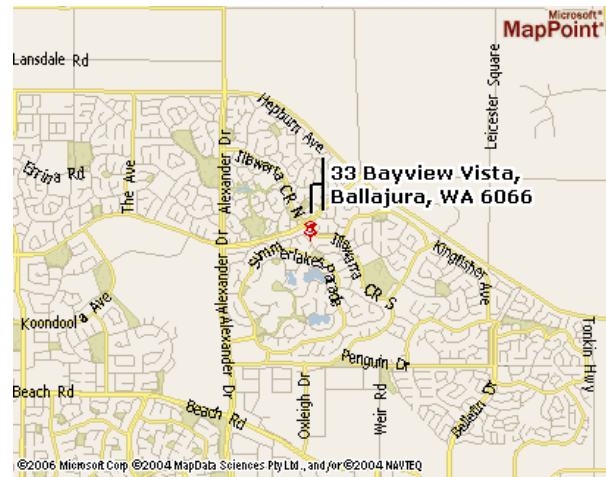 Microsoft®
MapPoint®
Lansdale Rd
Leicester Square
Hepburn Ave
Errina Rd
The Ave
Alexander Dr
Illawarra CR N
33 Bayview Vista,
Ballajura, WA 6066
Summerlakes Parade
Illawarra CR S
Kingfisher Ave
Alexander Dr
Koondoola Ave
Alexander Dr
Tonkin Hwy
Penguin Dr
Beach Rd
Beach Rd
Oxleigh Dr
Weir Rd
Bellefin Dr
©2006 Microsoft Corp ©2004 MapData Sciences Pty Ltd., and/or ©2004 NAVTEQ